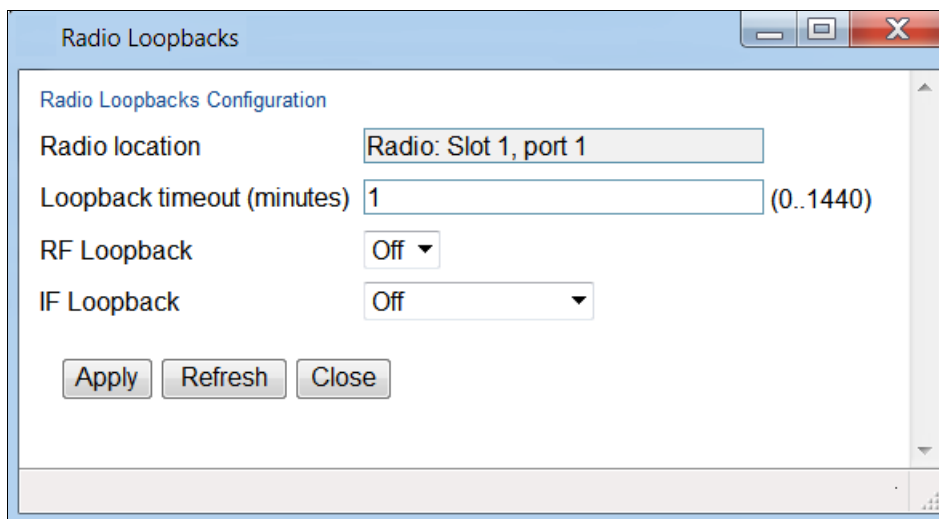 Radio Loopbacks
Radio Loopbacks Configuration
Radio location Radio: Slot 1, port 1
Loopback timeout (minutes) 1 (0..1440)
RF Loopback Off
IF Loopback Off
Apply Refresh Close